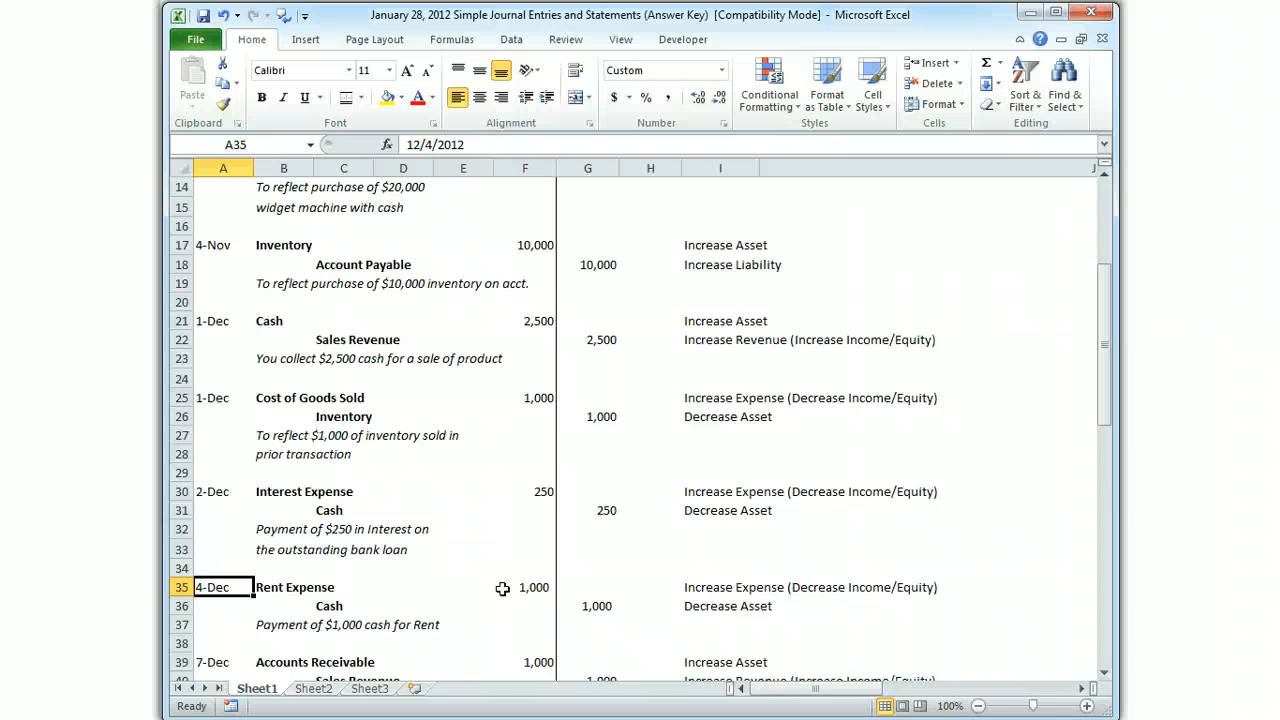 January 28, 2012 Simple Journal Entries and Statements (Answer Key) [Compatibility Mode] - Microsoft Excel
File Home Insert Page Layout Formulas Data Review View Developer
Paste
Calibri 11
B I U
A A
Custom
$ % ,
Conditional Formatting
Format as Table
Cell Styles
Insert
Delete
Format
Σ
Sort & Filter
Find & Select
Clipboard Font Alignment Number Styles Cells Editing
A35 fx 12/4/2012
A B C D E F G H I J
14 To reflect purchase of $20,000
15 widget machine with cash
16
17 4-Nov Inventory 10,000 Increase Asset
18 Account Payable 10,000 Increase Liability
19 To reflect purchase of $10,000 inventory on acct.
20
21 1-Dec Cash 2,500 Increase Asset
22 Sales Revenue 2,500 Increase Revenue (Increase Income/Equity)
23 You collect $2,500 cash for a sale of product
24
25 1-Dec Cost of Goods Sold 1,000 Increase Expense (Decrease Income/Equity)
26 Inventory 1,000 Decrease Asset
27 To reflect $1,000 of inventory sold in
28 prior transaction
29
30 2-Dec Interest Expense 250 Increase Expense (Decrease Income/Equity)
31 Cash 250 Decrease Asset
32 Payment of $250 in Interest on
33 the outstanding bank loan
34
35 4-Dec Rent Expense 1,000 Increase Expense (Decrease Income/Equity)
36 Cash 1,000 Decrease Asset
37 Payment of $1,000 cash for Rent
38
39 7-Dec Accounts Receivable 1,000 Increase Asset
40 Sales Revenue 1,000 Increase Revenue (Increase Income/Equity)
Sheet1 Sheet2 Sheet3
Ready 100%